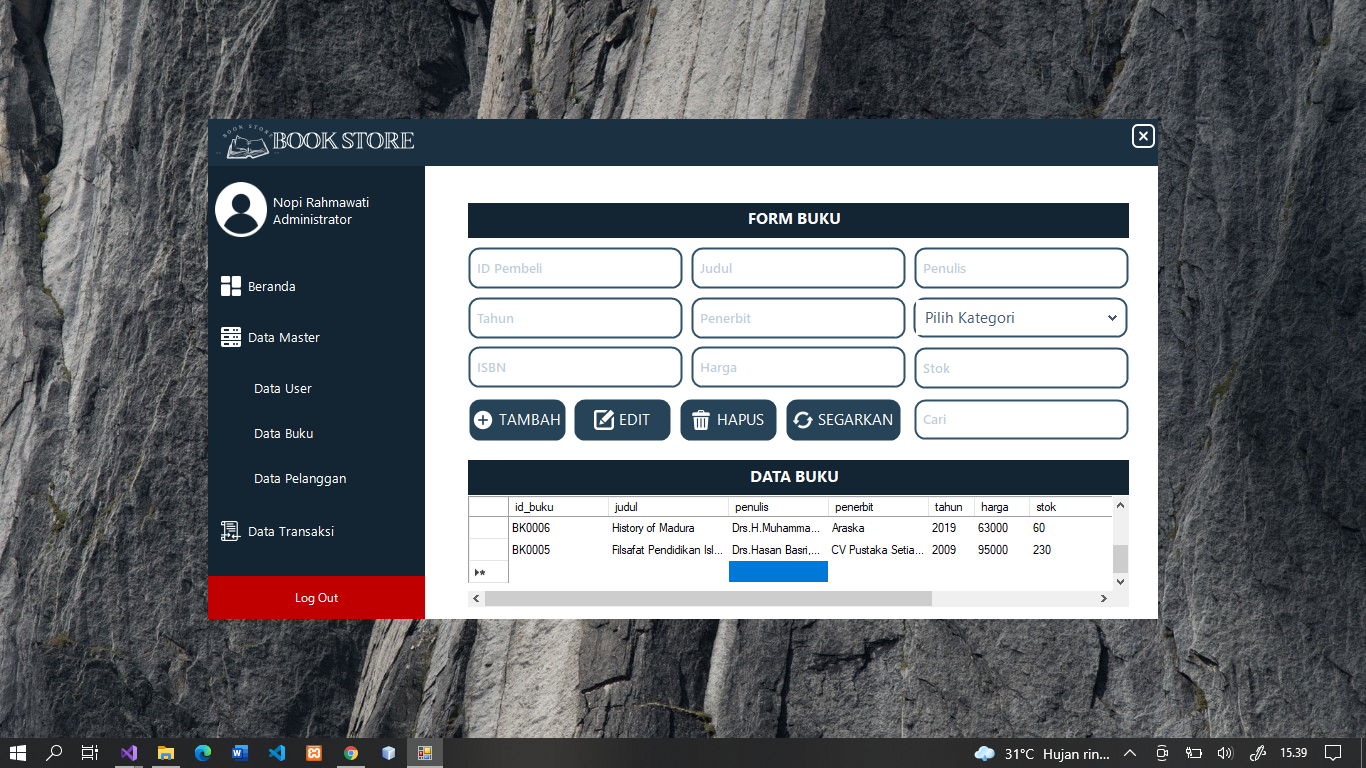 BOOK STORE
BOOK STORE
Nopi Rahmawati
Administrator
Beranda
Data Master
Data User
Data Buku
Data Pelanggan
Data Transaksi
Log Out
FORM BUKU
ID Pembeli Judul Penulis
Tahun Penerbit Pilih Kategori
ISBN Harga Stok
TAMBAH EDIT HAPUS SEGARKAN Cari
DATA BUKU
id_buku judul penulis penerbit tahun harga stok
BK0006 History of Madura Drs.H.Muhamma... Araska 2019 63000 60
BK0005 Filsafat Pendidikan Isl... Drs.Hasan Basri,... CV Pustaka Setia... 2009 95000 230
31°C Hujan rin... 15.39